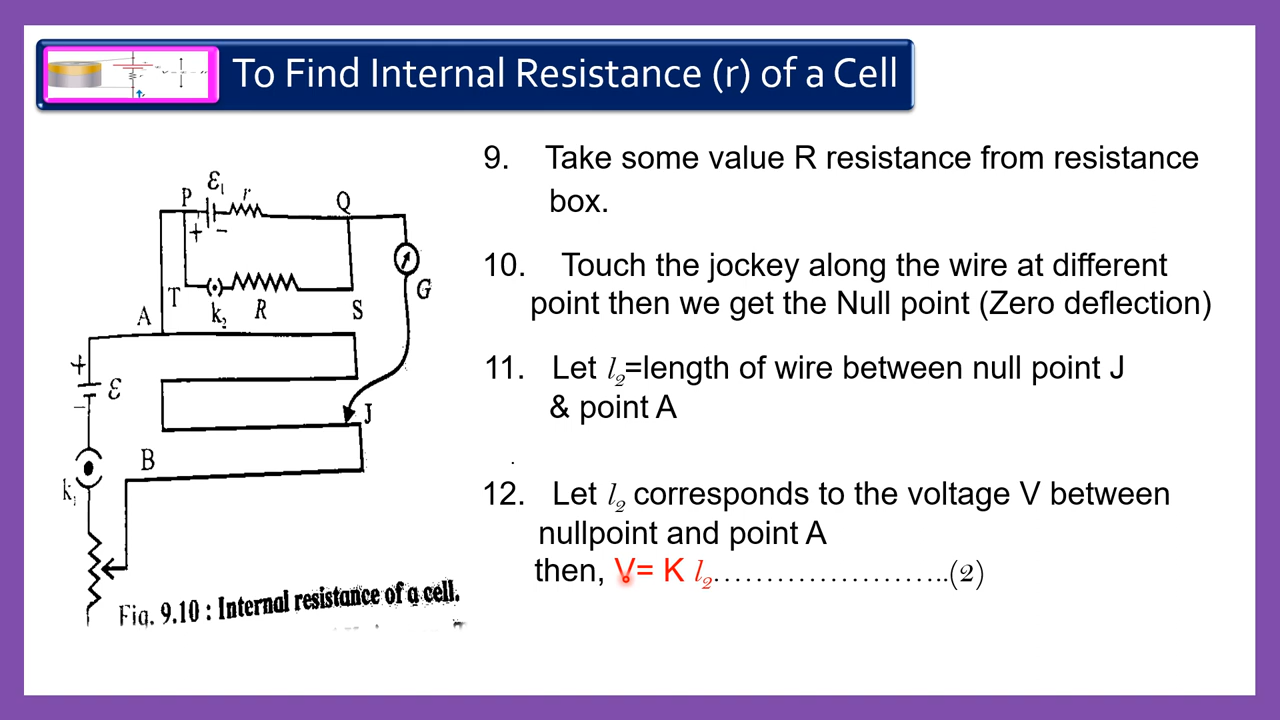 To Find Internal Resistance (r) of a Cell
9. Take some value R resistance from resistance
box.
10. Touch the jockey along the wire at different
point then we get the Null point (Zero deflection)
11. Let l₂=length of wire between null point J
& point A
12. Let l₂ corresponds to the voltage V between
nullpoint and point A
then, V= K l₂…………………..(2)
P ε₁ r Q
+ −
T k₂ R S G
A
+ ε
−
J
B
k₁
Fig. 9.10 : Internal resistance of a cell.